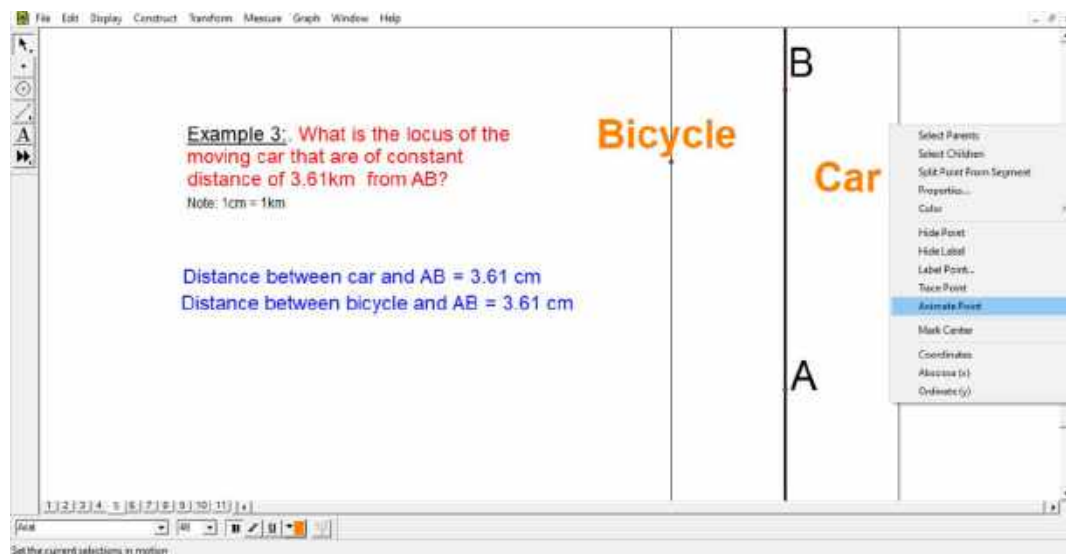 File Edit Display Construct Transform Measure Graph Window Help
B
Example 3:. What is the locus of the
moving car that are of constant
distance of 3.61km from AB?
Note: 1cm = 1km
Bicycle
Car
Distance between car and AB = 3.61 cm
Distance between bicycle and AB = 3.61 cm
A
Select Parents
Select Children
Split Point From Segment
Properties...
Color
Hide Point
Hide Label
Label Point...
Trace Point
Animate Point
Mark Center
Coordinates
Abscissa (x)
Ordinate (y)
A
1 2 3 4 5 6 7 8 9 10 11
Arial 48 B I U
Set the current selections in motion